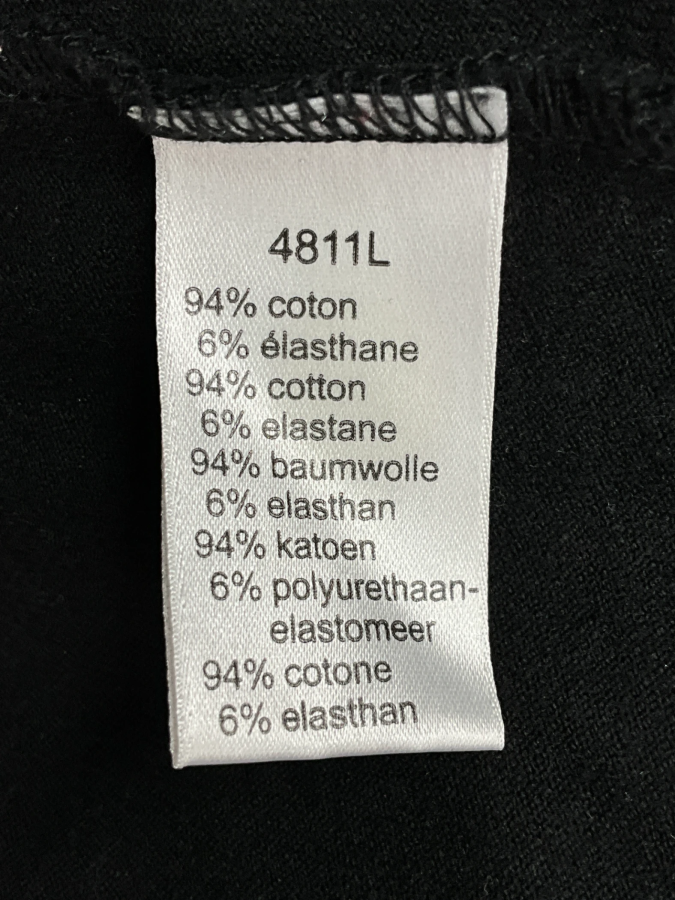 4811L
94% coton
6% élasthane
94% cotton
6% elastane
94% baumwolle
6% elasthan
94% katoen
6% polyurethaan-
elastomeer
94% cotone
6% elasthan